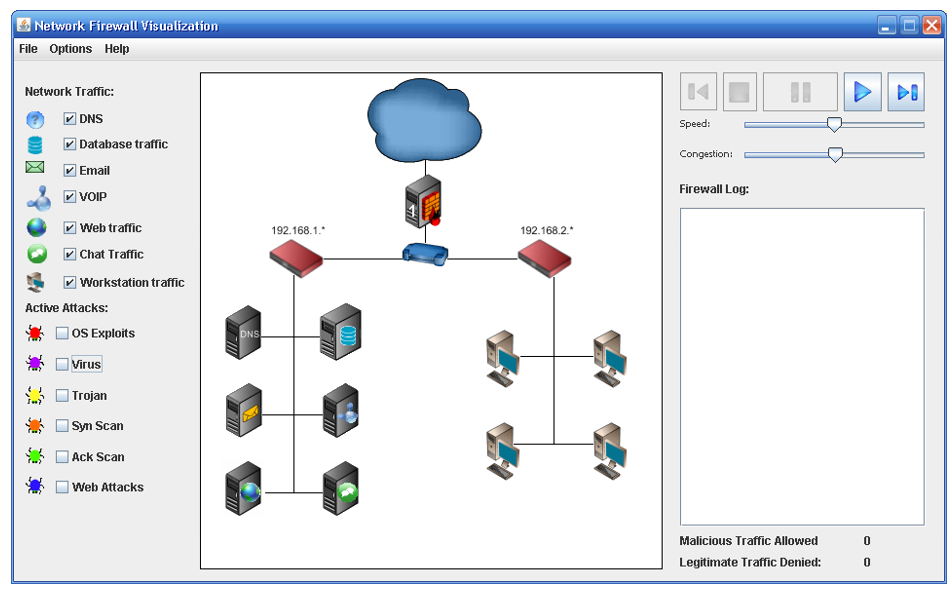 Network Firewall Visualization
File Options Help
Network Traffic:
DNS
Database traffic
Email
VOIP
Web traffic
Chat Traffic
Workstation traffic
Active Attacks:
OS Exploits
Virus
Trojan
Syn Scan
Ack Scan
Web Attacks
192.168.1.*
192.168.2.*
DNS
Speed:
Congestion:
Firewall Log:
Malicious Traffic Allowed 0
Legitimate Traffic Denied: 0